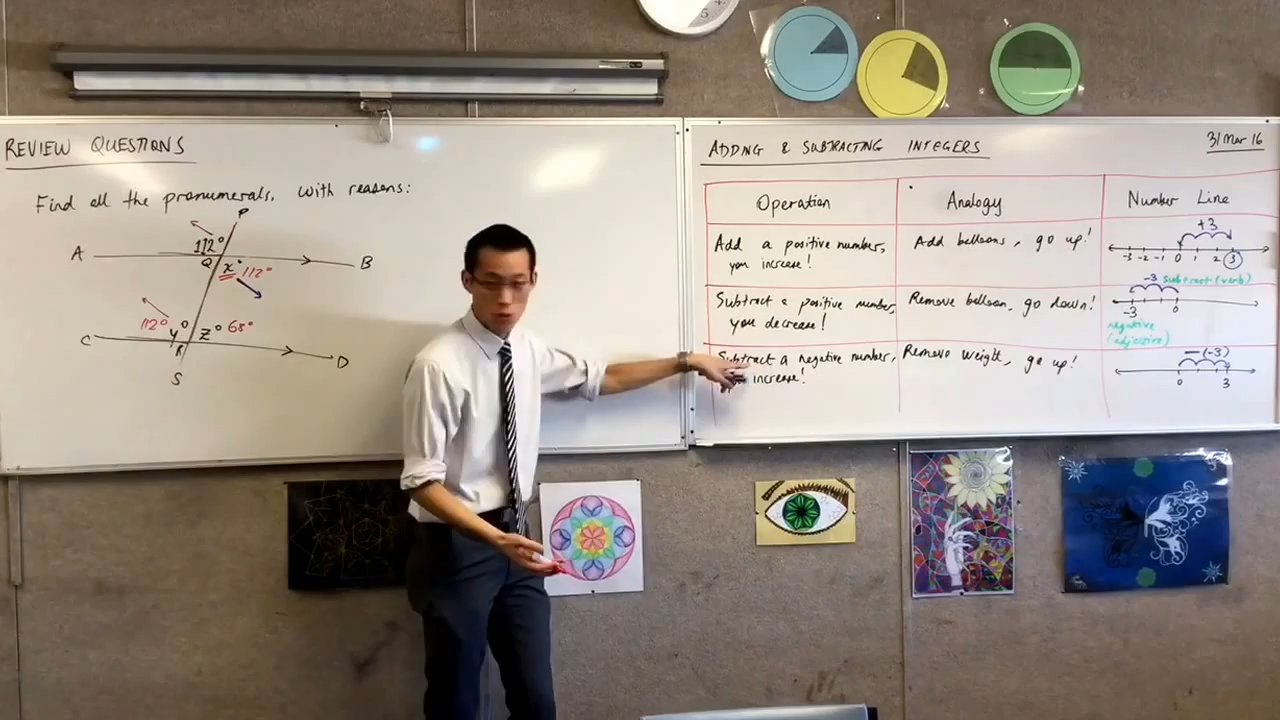 REVIEW QUESTIONS
Find all the pronumerals, with reasons:
P
112°
A
B
Q
x° 112°
112°
y°
z° 68°
C
R
D
S
ADDING & SUBTRACTING INTEGERS
31 Mar 16
Operation
Analogy
Number Line
Add a positive number,
you increase!
Add balloons, go up!
+3
-3 -2 -1 0 1 2 3
Subtract a positive number,
you decrease!
Remove balloon, go down!
-3 subtract (verb)
-3 0
negative
(adjective)
Subtract a negative number,
increase!
Remove weight, go up!
-(-3)
0 3